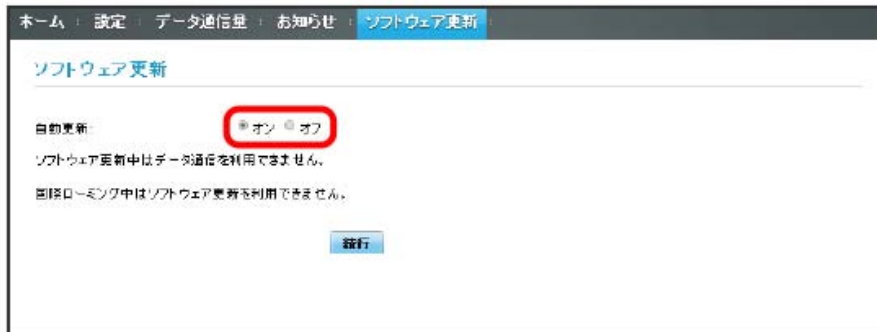 ホーム : 設定 : データ通信量 : お知らせ : ソフトウェア更新 :
ソフトウェア更新
自動更新: オン オフ
ソフトウェア更新中はデータ通信を利用できません。
国際ローミング中はソフトウェア更新を利用できません。
続行